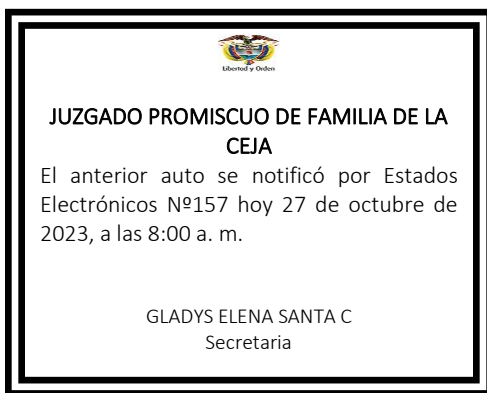 Libertad y Orden
JUZGADO PROMISCUO DE FAMILIA DE LA
CEJA
El anterior auto se notificó por Estados
Electrónicos Nº157 hoy 27 de octubre de
2023, a las 8:00 a. m.
GLADYS ELENA SANTA C
Secretaria